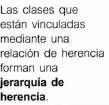 Las clases que
están vinculadas
mediante una
relación de herencia
forman una
jerarquía de
herencia.